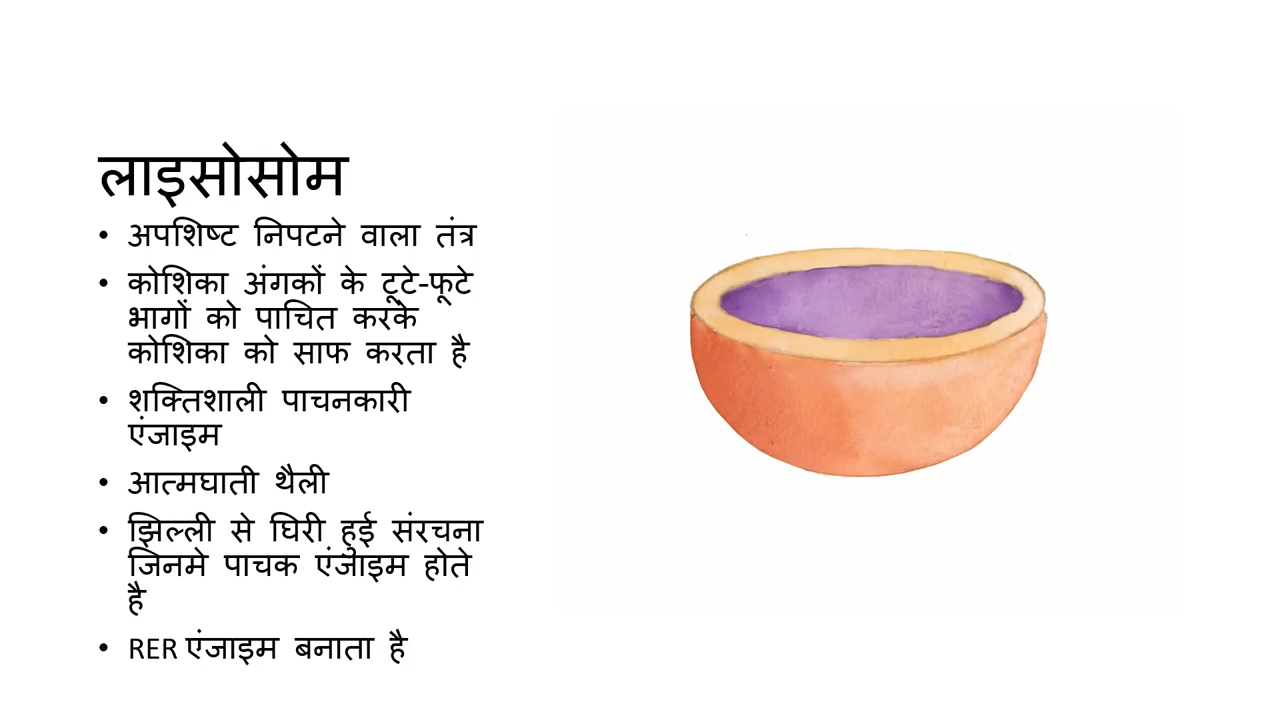 लाइसोसोम
• अपशिष्ट निपटने वाला तंत्र
• कोशिका अंगकों के टूटे-फूटे
भागों को पाचित करके
कोशिका को साफ करता है
• शक्तिशाली पाचनकारी
एंजाइम
• आत्मघाती थैली
• झिल्ली से घिरी हुई संरचना
जिनमे पाचक एंजाइम होते
है
• RER एंजाइम बनाता है